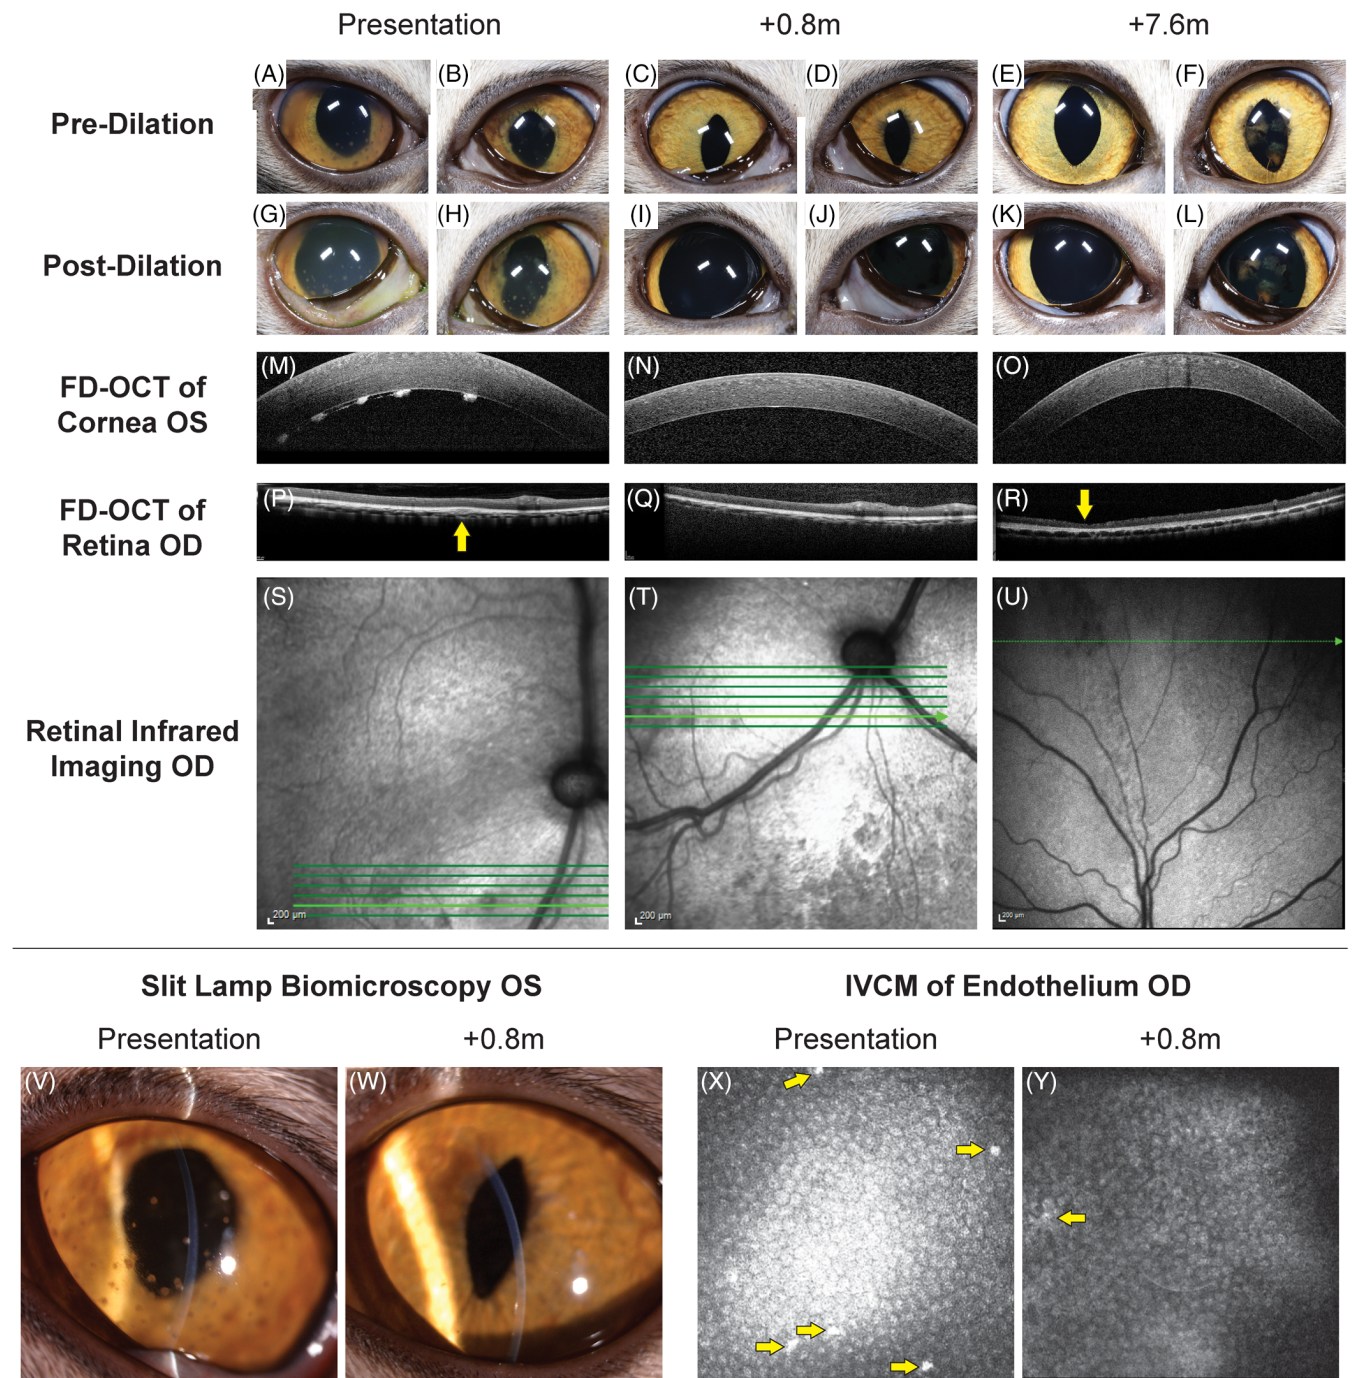 Presentation +0.8m +7.6m
Pre-Dilation
(A) (B) (C) (D) (E) (F)
Post-Dilation
(G) (H) (I) (J) (K) (L)
FD-OCT of
Cornea OS
(M) (N) (O)
FD-OCT of
Retina OD
(P) (Q) (R)
Retinal Infrared
Imaging OD
(S) (T) (U)
200 µm 200 µm 200 µm
Slit Lamp Biomicroscopy OS IVCM of Endothelium OD
Presentation +0.8m Presentation +0.8m
(V) (W) (X) (Y)